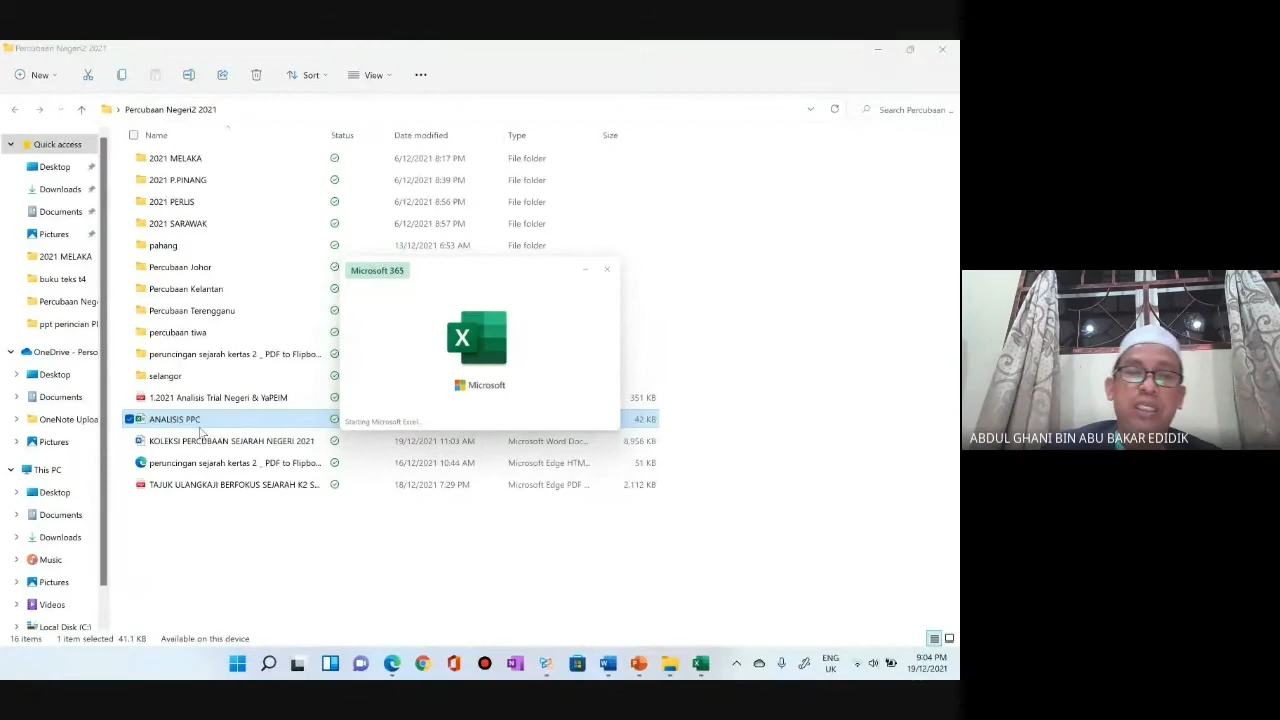 Percubaan Negeri2 2021
New
Sort
View
Percubaan Negeri2 2021
Search Percubaan ...
Name Status Date modified Type Size
Quick access
Desktop
Downloads
Documents
Pictures
2021 MELAKA
buku teks t4
Percubaan Neg
ppt perincian P
OneDrive - Perso
Desktop
Documents
OneNote Uploa
Pictures
This PC
Desktop
Documents
Downloads
Music
Pictures
Videos
Local Disk (C:)
2021 MELAKA 6/12/2021 8:17 PM File folder
2021 P.PINANG 6/12/2021 8:39 PM File folder
2021 PERLIS 6/12/2021 8:56 PM File folder
2021 SARAWAK 6/12/2021 8:57 PM File folder
pahang 13/12/2021 6:53 AM File folder
Percubaan Johor
Percubaan Kelantan
Percubaan Terengganu
percubaan tiwa
peruncingan sejarah kertas 2 _ PDF to Flipbo...
selangor
1.2021 Analisis Trial Negeri & YaPEIM 351 KB
ANALISIS PPC 42 KB
KOLEKSI PERCUBAAN SEJARAH NEGERI 2021 19/12/2021 11:03 AM Microsoft Word Doc... 8,958 KB
peruncingan sejarah kertas 2 _ PDF to Flipbo... 16/12/2021 10:44 AM Microsoft Edge HTM... 51 KB
TAJUK ULANGKAJI BERFOKUS SEJARAH K2 S... 18/12/2021 7:29 PM Microsoft Edge PDF ... 2,112 KB
Microsoft 365
X
Microsoft
Starting Microsoft Excel...
16 items 1 item selected 41.1 KB Available on this device
ENG
UK
9:04 PM
19/12/2021
ABDUL GHANI BIN ABU BAKAR EDIDIK